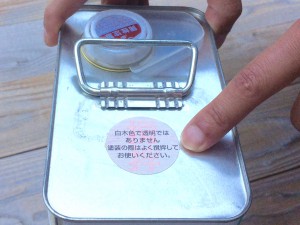 白木色で透明では
ありません
塗装の際はよく撹拌して
お使いください。